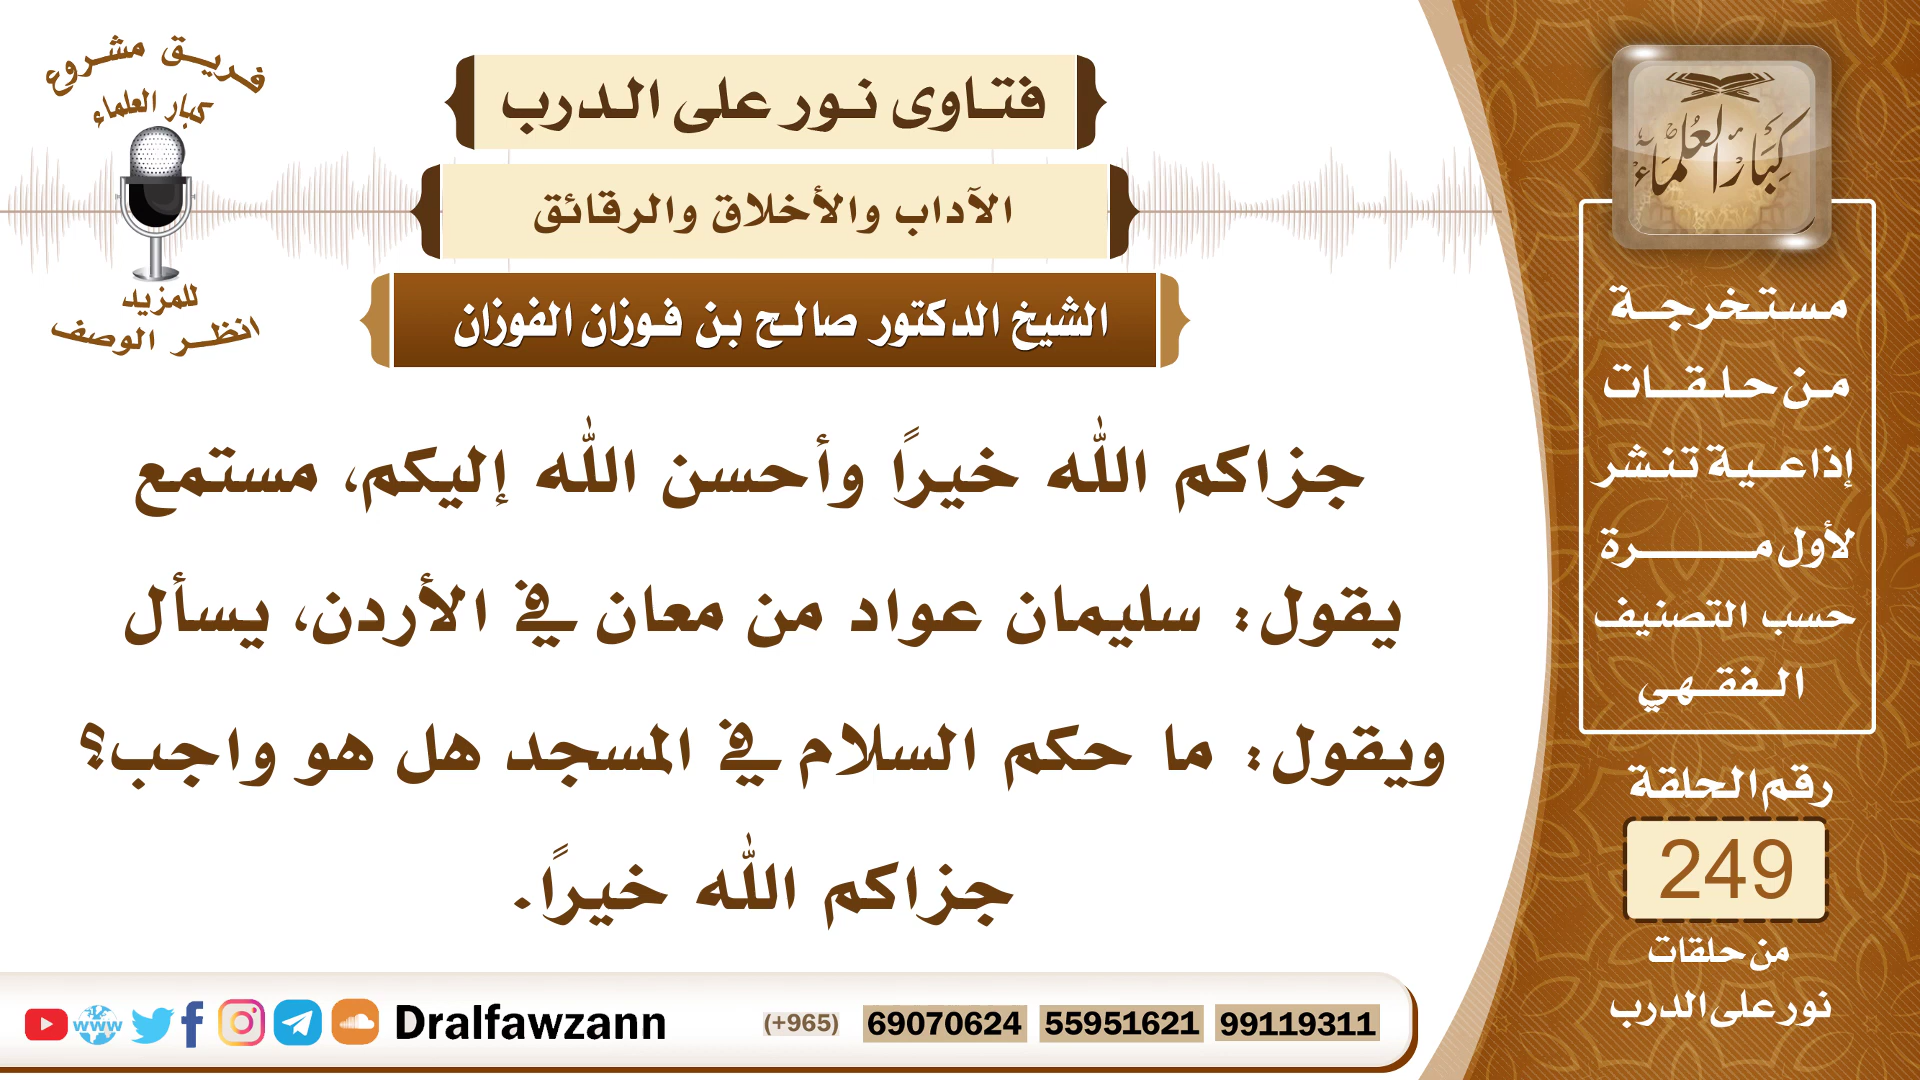 فريق مشروع
كبار العلماء
للمزيد
انظر الوصف
فتاوى نور على الدرب
الآداب والأخلاق والرقائق
الشيخ الدكتور صالح بن فوزان الفوزان
جزاكم الله خيراً وأحسن الله إليكم، مستمع
يقول: سليمان عواد من معان في الأردن، يسأل
ويقول: ما حكم السلام في المسجد هل هو واجب؟
جزاكم الله خيراً.
كِبَار العُلَمَاء
مستخرجة
من حلقات
إذاعية تنشر
لأول مرة
حسب التصنيف
الفقهي
رقم الحلقة
249
من حلقات
نور على الدرب
www
Dralfawzann
(+965)
69070624 55951621 99119311